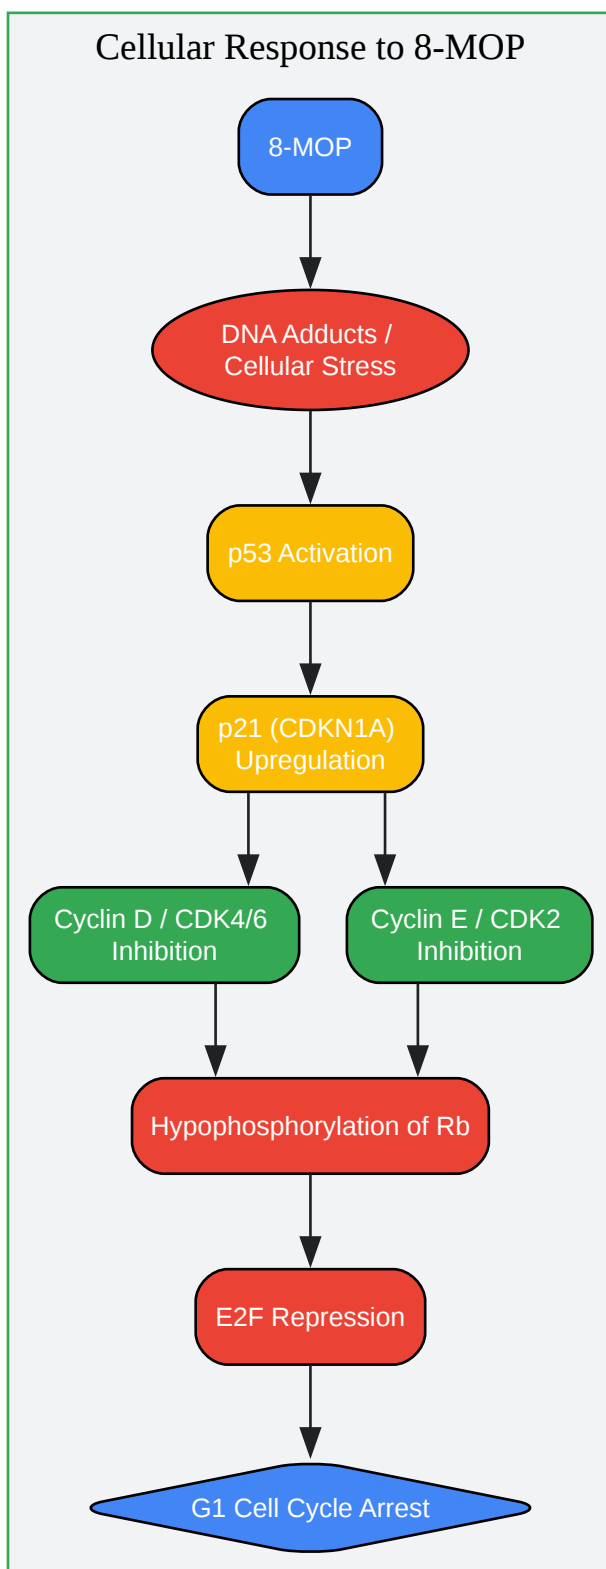 Cellular Response to 8-MOP
8-MOP
DNA Adducts /
Cellular Stress
p53 Activation
p21 (CDKN1A)
Upregulation
Cyclin D / CDK4/6
Inhibition
Cyclin E / CDK2
Inhibition
Hypophosphorylation of Rb
E2F Repression
G1 Cell Cycle Arrest